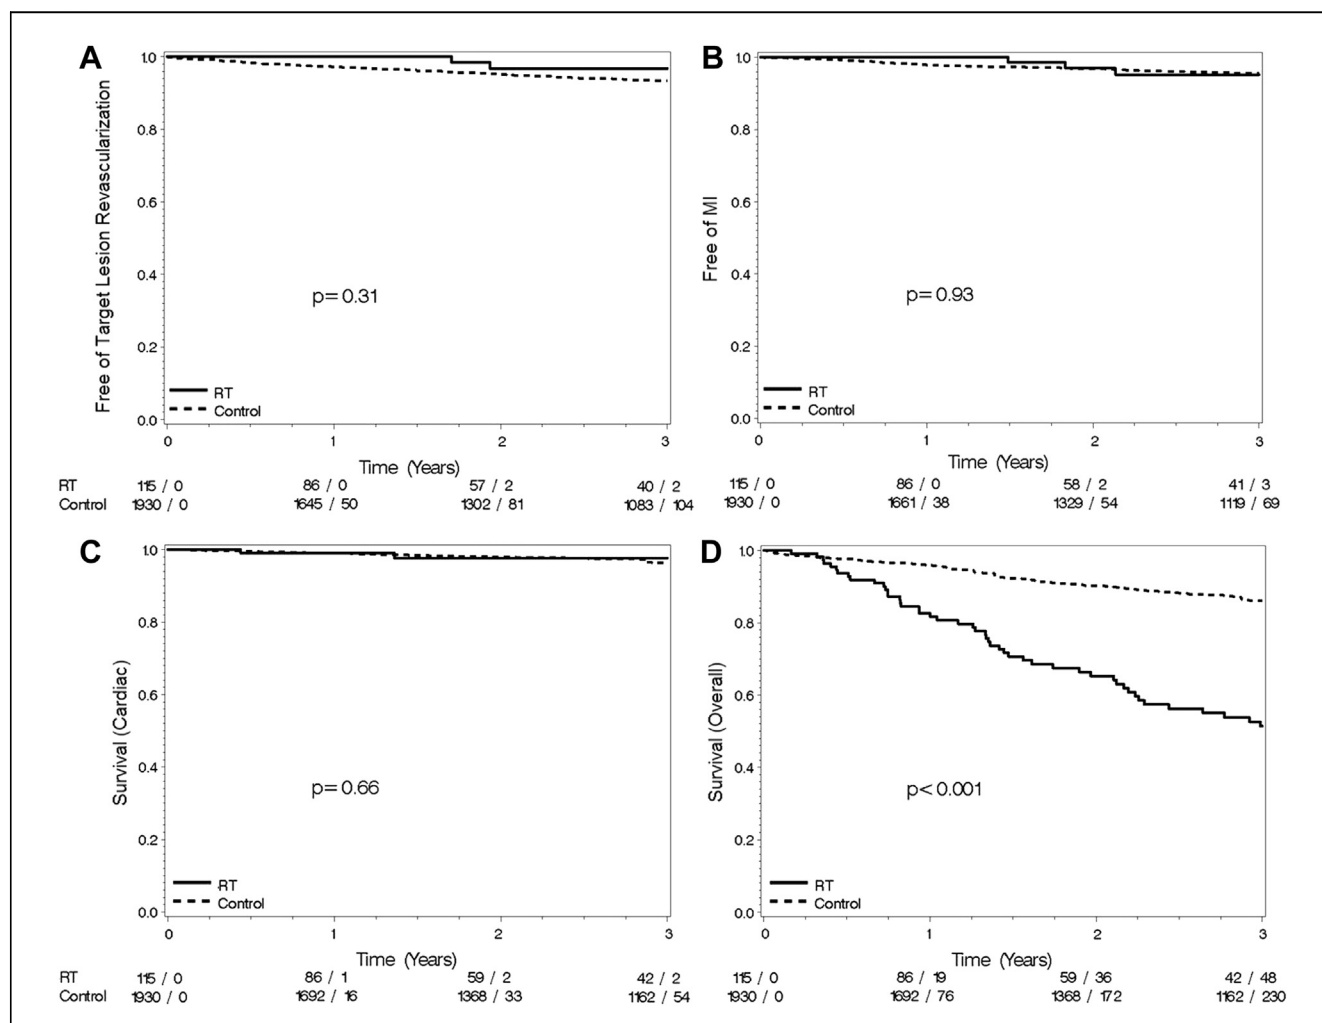 A
Free of Target Lesion Revascularization
1.0
0.8
0.6
0.4
0.2
0.0
p=0.31
RT
Control
0 1 2 3
Time (Years)
RT 115 / 0 86 / 0 57 / 2 40 / 2
Control 1930 / 0 1645 / 50 1302 / 81 1083 / 104
B
Free of MI
1.0
0.8
0.6
0.4
0.2
0.0
p=0.93
RT
Control
0 1 2 3
Time (Years)
115 / 0 86 / 0 58 / 2 41 / 3
1930 / 0 1661 / 38 1329 / 54 1119 / 69
C
Survival (Cardiac)
1.0
0.8
0.6
0.4
0.2
0.0
p=0.66
RT
Control
0 1 2 3
Time (Years)
RT 115 / 0 86 / 1 59 / 2 42 / 2
Control 1930 / 0 1692 / 16 1368 / 33 1162 / 54
D
Survival (Overall)
1.0
0.8
0.6
0.4
0.2
0.0
p<0.001
RT
Control
0 1 2 3
Time (Years)
115 / 0 86 / 19 59 / 36 42 / 48
1930 / 0 1692 / 76 1368 / 172 1162 / 230